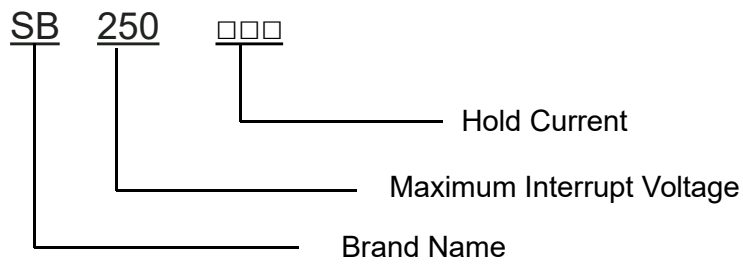 SB 250 □□□
Hold Current
Maximum Interrupt Voltage
Brand Name